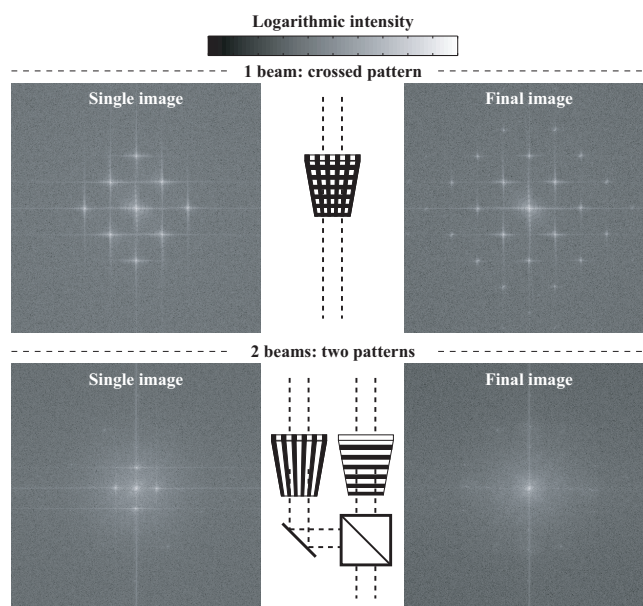 Logarithmic intensity
1 beam: crossed pattern
Single image
Final image
2 beams: two patterns
Single image
Final image